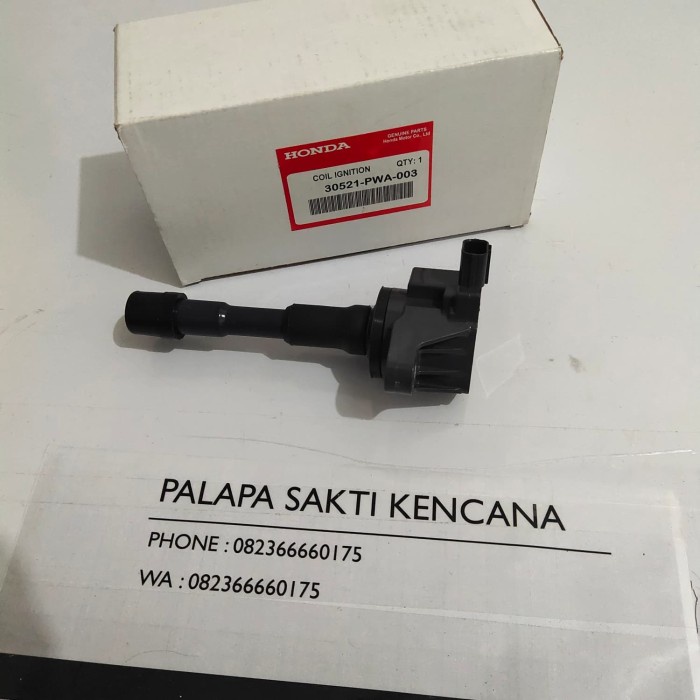 GENUINE PARTS
Honda Motor Co., Ltd
HONDA
COIL IGNITION QTY: 1
30521-PWA-003
PALAPA SAKTI KENCANA
PHONE : 082366660175
WA : 082366660175